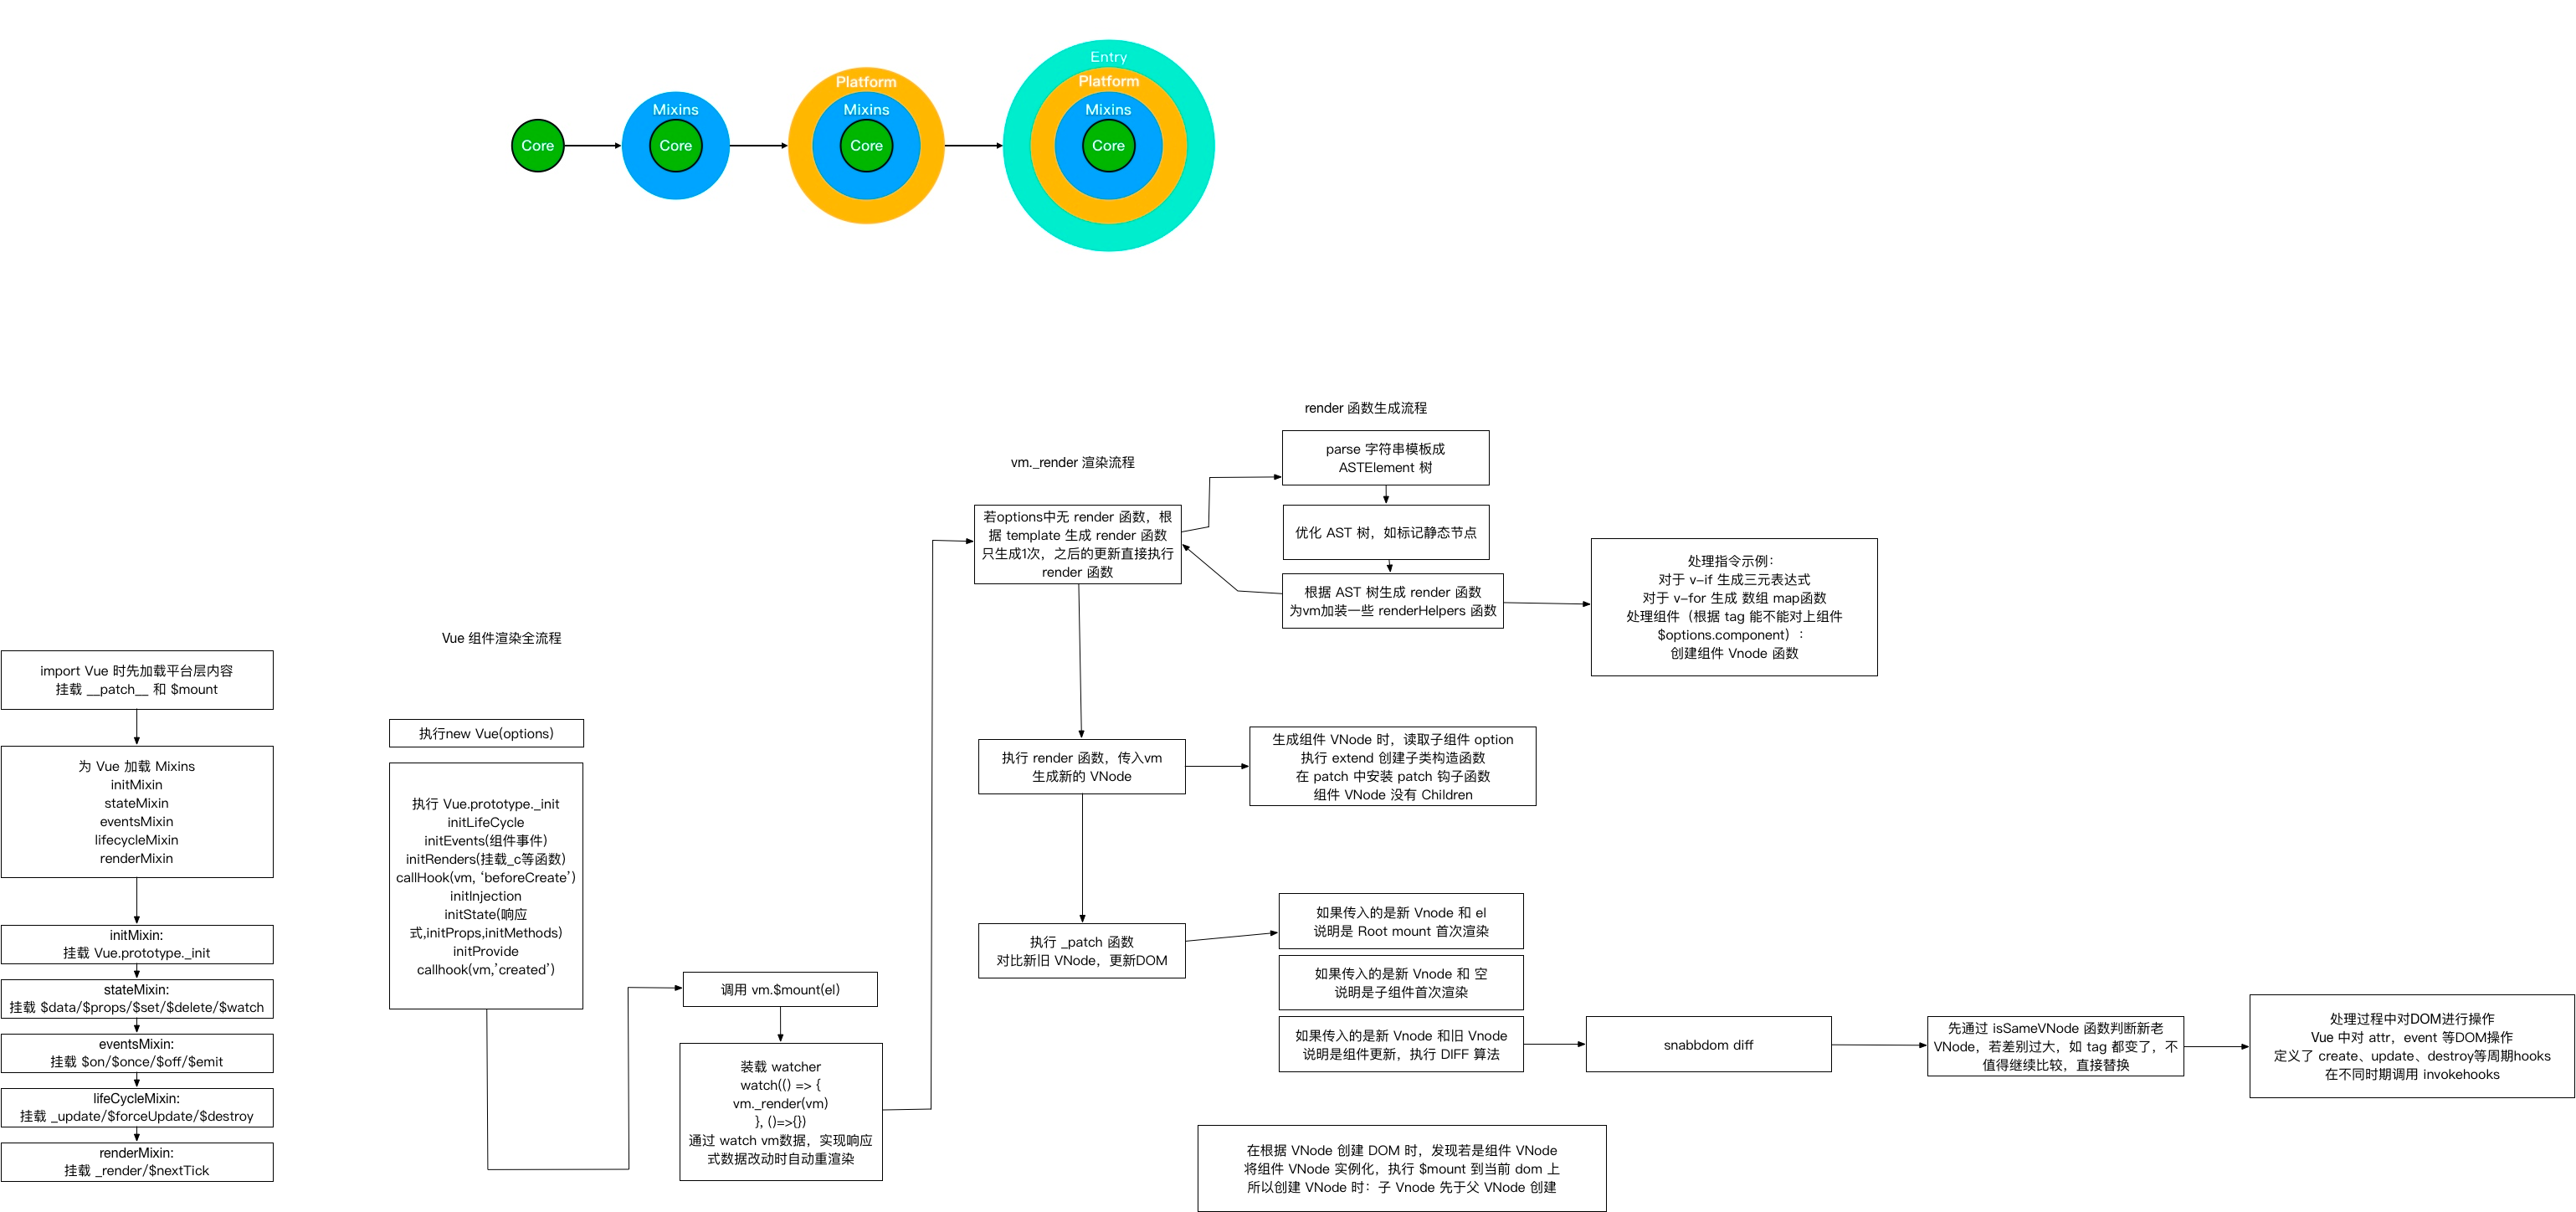 Core
Mixins
Core
Platform
Mixins
Core
Entry
Platform
Mixins
Core
import Vue 时先加载平台层内容
挂载 __patch__ 和 $mount
为 Vue 加载 Mixins
initMixin
stateMixin
eventsMixin
lifecycleMixin
renderMixin
initMixin:
挂载 Vue.prototype._init
stateMixin:
挂载 $data/$props/$set/$delete/$watch
eventsMixin:
挂载 $on/$once/$off/$emit
lifeCycleMixin:
挂载 _update/$forceUpdate/$destroy
renderMixin:
挂载 _render/$nextTick
Vue 组件渲染全流程
执行new Vue(options)
执行 Vue.prototype._init
initLifeCycle
initEvents(组件事件)
initRenders(挂载_c等函数)
callHook(vm, ‘beforeCreate’)
initInjection
initState(响应
式,initProps,initMethods)
initProvide
callhook(vm,’created’)
调用 vm.$mount(el)
装载 watcher
watch(() => {
vm._render(vm)
}, ()=>{})
通过 watch vm数据，实现响应
式数据改动时自动重渲染
vm._render 渲染流程
若options中无 render 函数，根
据 template 生成 render 函数
只生成1次，之后的更新直接执行
render 函数
render 函数生成流程
parse 字符串模板成
ASTElement 树
优化 AST 树，如标记静态节点
根据 AST 树生成 render 函数
为vm加装一些 renderHelpers 函数
处理指令示例：
对于 v-if 生成三元表达式
对于 v-for 生成 数组 map函数
处理组件（根据 tag 能不能对上组件
$options.component）：
创建组件 Vnode 函数
执行 render 函数，传入vm
生成新的 VNode
生成组件 VNode 时，读取子组件 option
执行 extend 创建子类构造函数
在 patch 中安装 patch 钩子函数
组件 VNode 没有 Children
执行 _patch 函数
对比新旧 VNode，更新DOM
如果传入的是新 Vnode 和 el
说明是 Root mount 首次渲染
如果传入的是新 Vnode 和 空
说明是子组件首次渲染
如果传入的是新 Vnode 和旧 Vnode
说明是组件更新，执行 DIFF 算法
snabbdom diff
先通过 isSameVNode 函数判断新老
VNode，若差别过大，如 tag 都变了，不
值得继续比较，直接替换
处理过程中对DOM进行操作
Vue 中对 attr，event 等DOM操作
定义了 create、update、destroy等周期hooks
在不同时期调用 invokehooks
在根据 VNode 创建 DOM 时，发现若是组件 VNode
将组件 VNode 实例化，执行 $mount 到当前 dom 上
所以创建 VNode 时：子 Vnode 先于父 VNode 创建